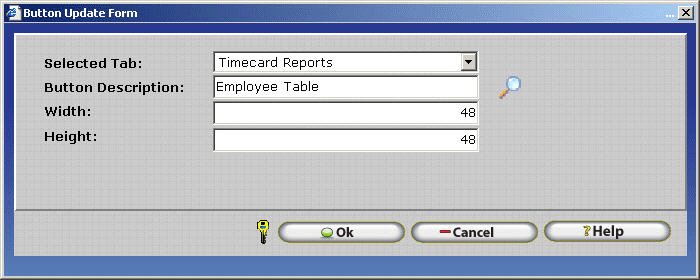 Button Update Form
Selected Tab: Timecard Reports
Button Description: Employee Table
Width: 48
Height: 48
Ok Cancel ? Help